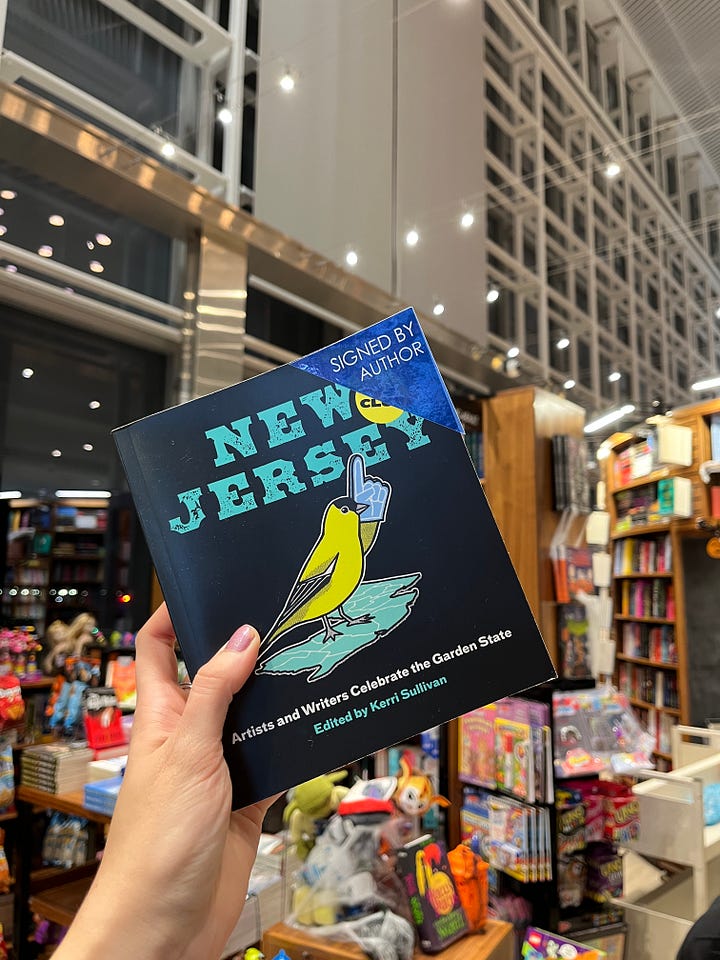 SIGNED BY
AUTHOR
NEW
JERSEY
Artists and Writers Celebrate the Garden State
Edited by Kerri Sullivan